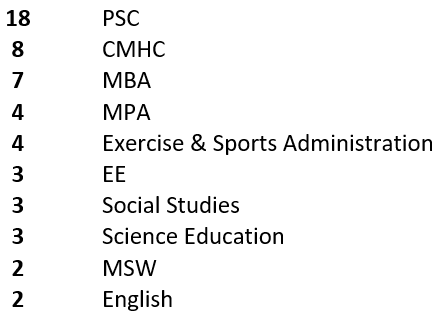 18 PSC
8 CMHC
7 MBA
4 MPA
4 Exercise & Sports Administration
3 EE
3 Social Studies
3 Science Education
2 MSW
2 English